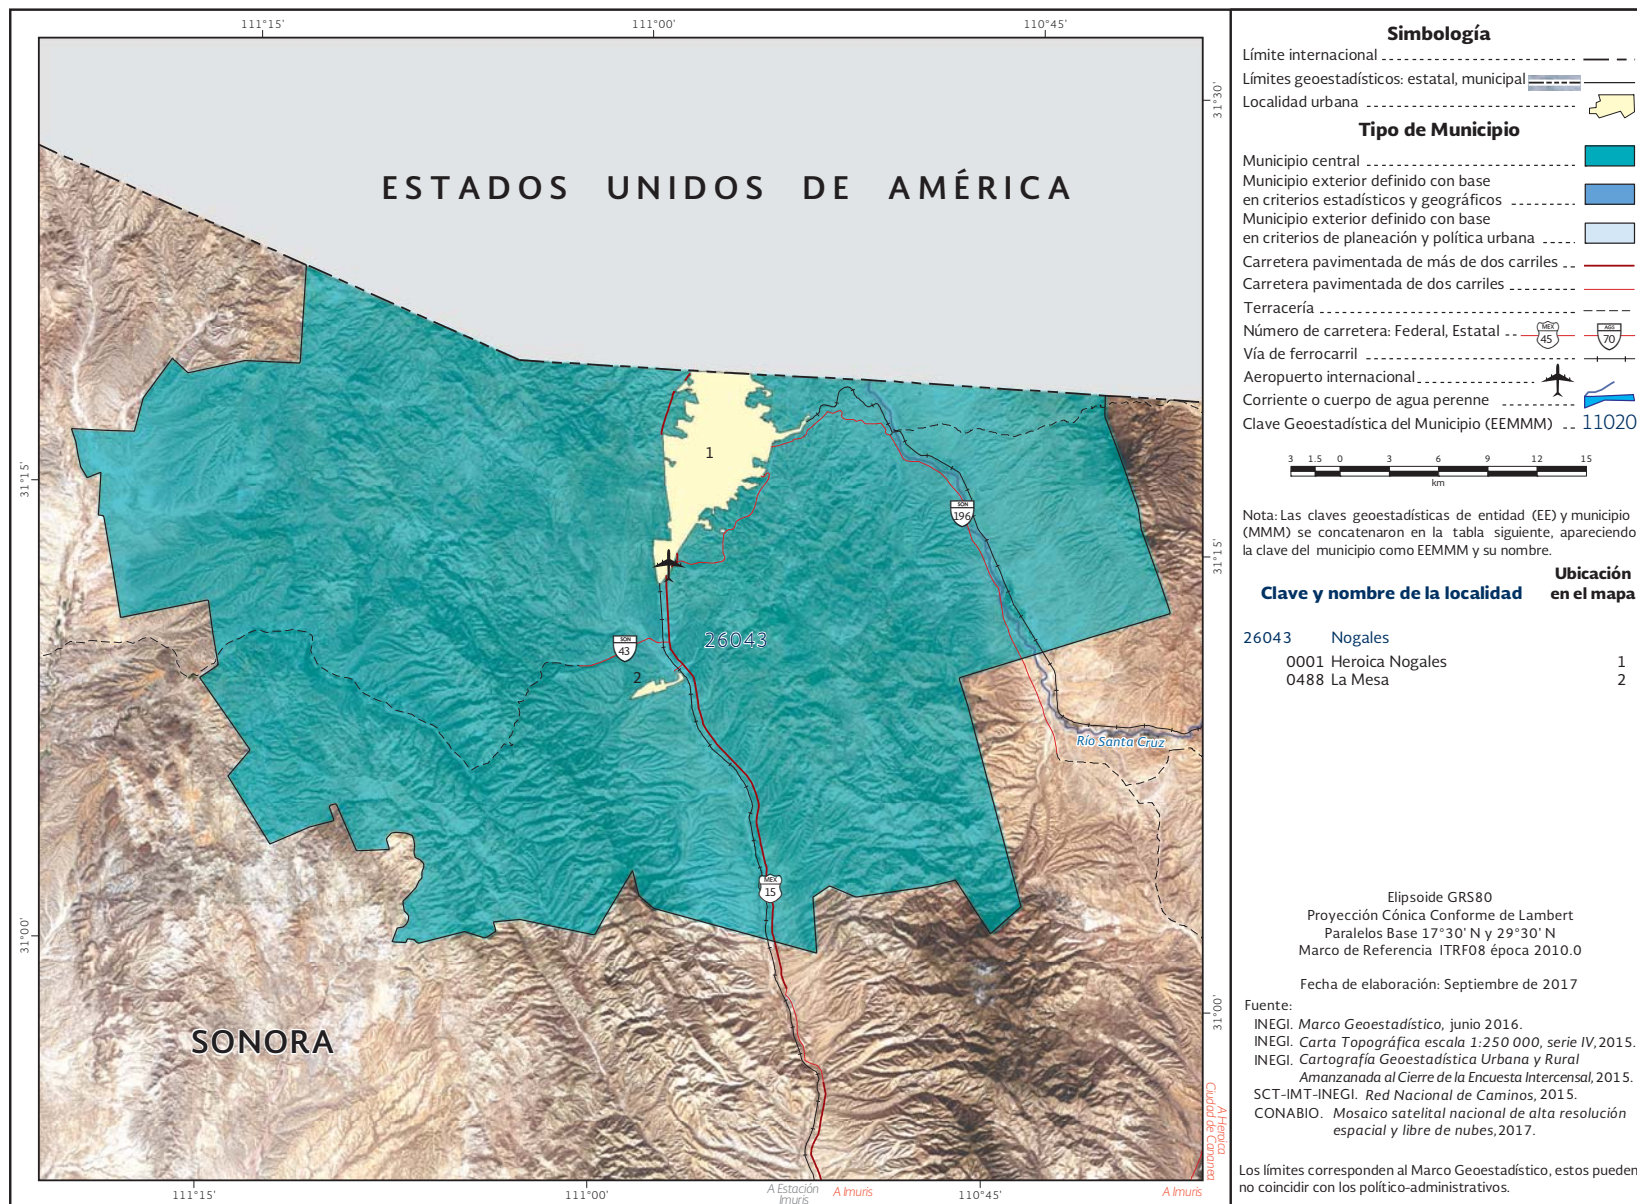 111°15'
111°00'
110°45'
31°30'
ESTADOS UNIDOS DE AMÉRICA
1
31°15'
SON
196
31°15'
SON
43
26043
2
Río Santa Cruz
MEX
15
31°00'
31°00'
SONORA
A Heroica
Ciudad de Cananea
111°15'
111°00'
A Estación
Imuris
A Imuris
110°45'
A Imuris
Simbología
Límite internacional
Límites geoestadísticos: estatal, municipal
Localidad urbana
Tipo de Municipio
Municipio central
Municipio exterior definido con base
en criterios estadísticos y geográficos
Municipio exterior definido con base
en criterios de planeación y política urbana
Carretera pavimentada de más de dos carriles
Carretera pavimentada de dos carriles
Terracería
Número de carretera: Federal, Estatal MEX 45 AGS 70
Vía de ferrocarril
Aeropuerto internacional
Corriente o cuerpo de agua perenne
Clave Geoestadística del Municipio (EEMMM) 11020
3 1.5 0 3 6 9 12 15
km
Nota: Las claves geoestadísticas de entidad (EE) y municipio
(MMM) se concatenaron en la tabla siguiente, apareciendo
la clave del municipio como EEMMM y su nombre.
Clave y nombre de la localidad Ubicación
en el mapa
26043 Nogales
0001 Heroica Nogales 1
0488 La Mesa 2
Elipsoide GRS80
Proyección Cónica Conforme de Lambert
Paralelos Base 17°30' N y 29°30' N
Marco de Referencia ITRF08 época 2010.0
Fecha de elaboración: Septiembre de 2017
Fuente:
INEGI. Marco Geoestadístico, junio 2016.
INEGI. Carta Topográfica escala 1:250 000, serie IV, 2015.
INEGI. Cartografía Geoestadística Urbana y Rural
Amanzanada al Cierre de la Encuesta Intercensal, 2015.
SCT-IMT-INEGI. Red Nacional de Caminos, 2015.
CONABIO. Mosaico satelital nacional de alta resolución
espacial y libre de nubes, 2017.
Los límites corresponden al Marco Geoestadístico, estos pueden
no coincidir con los político-administrativos.